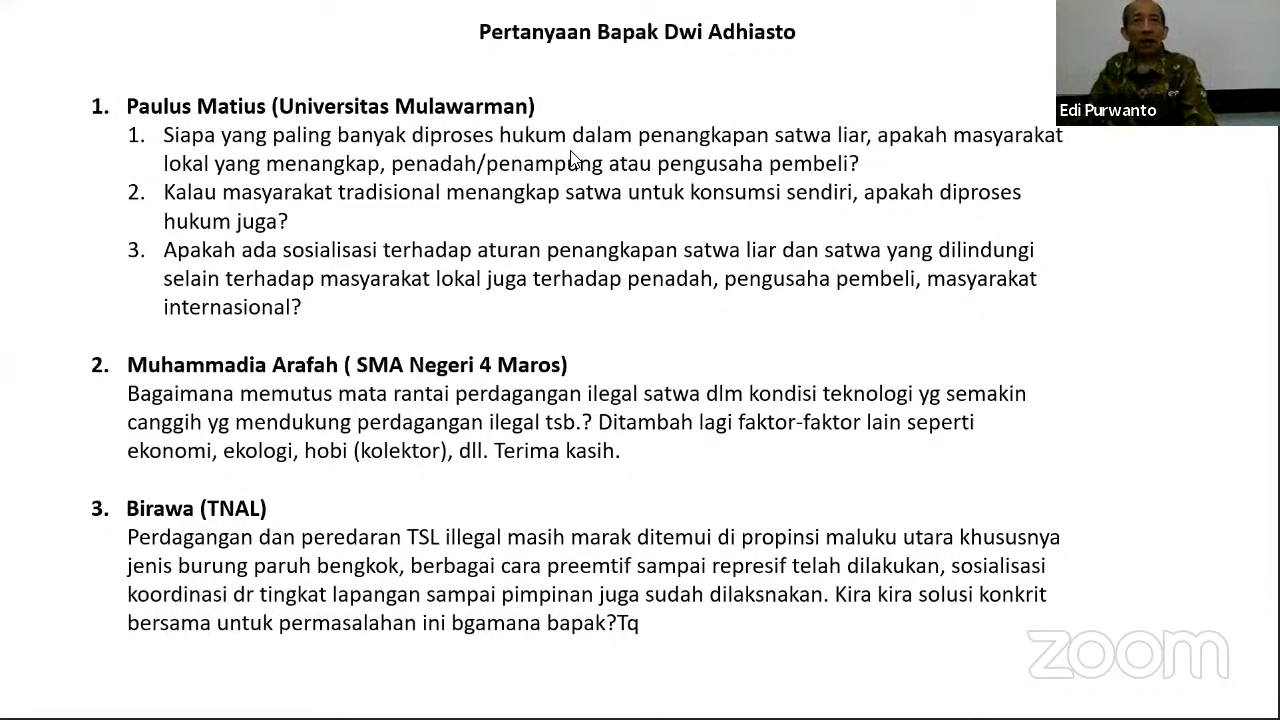 Pertanyaan Bapak Dwi Adhiasto
Edi Purwanto
1. Paulus Matius (Universitas Mulawarman)
1. Siapa yang paling banyak diproses hukum dalam penangkapan satwa liar, apakah masyarakat
lokal yang menangkap, penadah/penampung atau pengusaha pembeli?
2. Kalau masyarakat tradisional menangkap satwa untuk konsumsi sendiri, apakah diproses
hukum juga?
3. Apakah ada sosialisasi terhadap aturan penangkapan satwa liar dan satwa yang dilindungi
selain terhadap masyarakat lokal juga terhadap penadah, pengusaha pembeli, masyarakat
internasional?
2. Muhammadia Arafah ( SMA Negeri 4 Maros)
Bagaimana memutus mata rantai perdagangan ilegal satwa dlm kondisi teknologi yg semakin
canggih yg mendukung perdagangan ilegal tsb.? Ditambah lagi faktor-faktor lain seperti
ekonomi, ekologi, hobi (kolektor), dll. Terima kasih.
3. Birawa (TNAL)
Perdagangan dan peredaran TSL illegal masih marak ditemui di propinsi maluku utara khususnya
jenis burung paruh bengkok, berbagai cara preemtif sampai represif telah dilakukan, sosialisasi
koordinasi dr tingkat lapangan sampai pimpinan juga sudah dilaksnakan. Kira kira solusi konkrit
bersama untuk permasalahan ini bgamana bapak?Tq
zoom